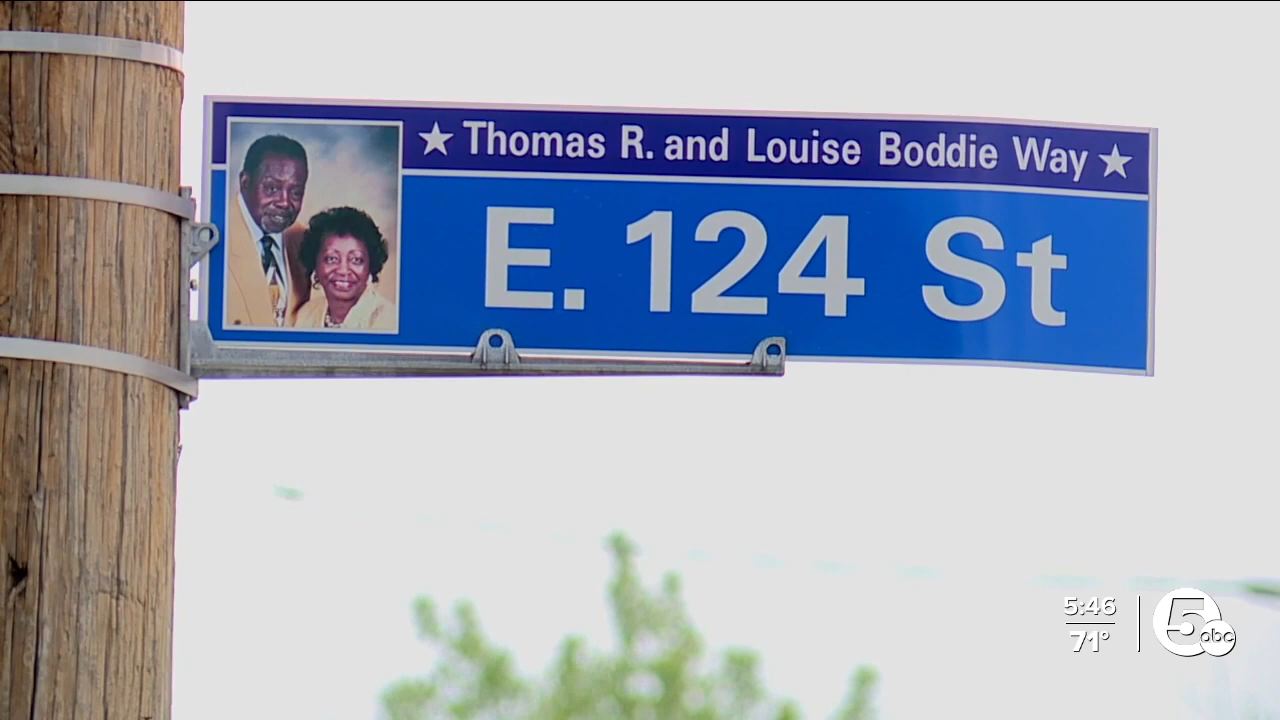 ★ Thomas R. and Louise Boddie Way ★
E. 124 St
5:46
71°
5 abc